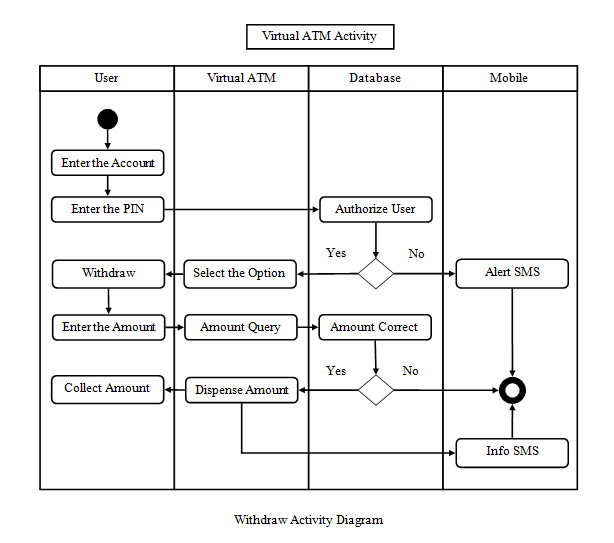 Virtual ATM Activity
User Virtual ATM Database Mobile
Enter the Account
Enter the PIN Authorize User
Yes No
Withdraw Select the Option Alert SMS
Enter the Amount Amount Query Amount Correct
Yes No
Collect Amount Dispense Amount
Info SMS
Withdraw Activity Diagram